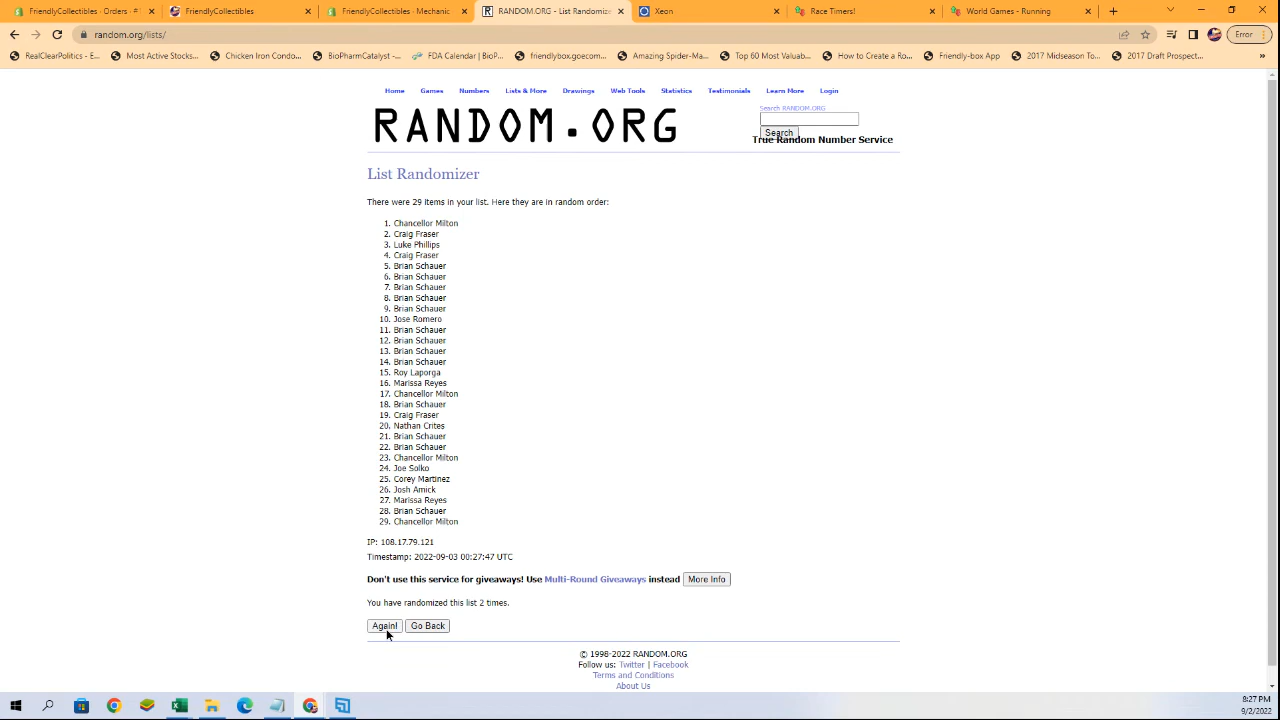 FriendlyCollectibles - Orders - #
FriendlyCollectibles
FriendlyCollectibles - Mechanic
RANDOM.ORG - List Randomize
Xeon
Race Timers!
World Games - Running
random.org/lists/
Error
RealClearPolitics -
Most Active Stocks...
Chicken Iron Condo...
BioPharmCatalyst -...
FDA Calendar | BioP...
friendlybox.goecom...
Amazing Spider-Ma...
Top 60 Most Valuab...
How to Create a Ro...
Friendly-box App
2017 Midseason To...
2017 Draft Prospect...
Home
Games
Numbers
Lists & More
Drawings
Web Tools
Statistics
Testimonials
Learn More
Login
RANDOM.ORG
Search RANDOM.ORG
Search
True Random Number Service
List Randomizer
There were 29 items in your list. Here they are in random order:
1. Chancellor Milton
2. Craig Fraser
3. Luke Phillips
4. Craig Fraser
5. Brian Schauer
6. Brian Schauer
7. Brian Schauer
8. Brian Schauer
9. Brian Schauer
10. Jose Romero
11. Brian Schauer
12. Brian Schauer
13. Brian Schauer
14. Brian Schauer
15. Roy Laporga
16. Marissa Reyes
17. Chancellor Milton
18. Brian Schauer
19. Craig Fraser
20. Nathan Crites
21. Brian Schauer
22. Brian Schauer
23. Chancellor Milton
24. Joe Solko
25. Corey Martinez
26. Josh Amick
27. Marissa Reyes
28. Brian Schauer
29. Chancellor Milton
IP: 108.17.79.121
Timestamp: 2022-09-03 00:27:47 UTC
Don't use this service for giveaways! Use Multi-Round Giveaways instead More Info
You have randomized this list 2 times.
Again! Go Back
© 1998-2022 RANDOM.ORG
Follow us: Twitter | Facebook
Terms and Conditions
About Us
8:27 PM
9/2/2022